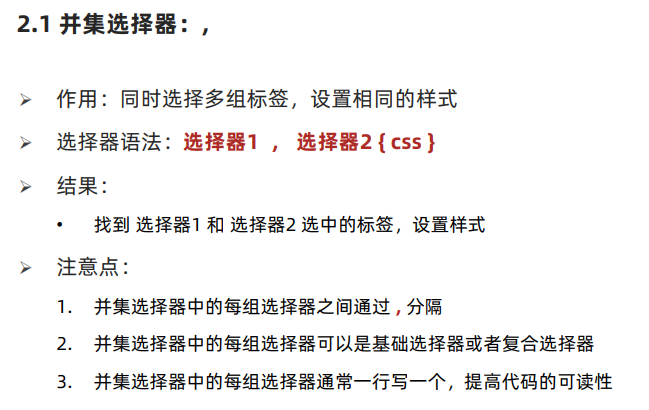 2.1 并集选择器：，
➢ 作用：同时选择多组标签，设置相同的样式
➢ 选择器语法：选择器1 ， 选择器2 { css }
➢ 结果：
• 找到 选择器1 和 选择器2 选中的标签，设置样式
➢ 注意点：
1. 并集选择器中的每组选择器之间通过 , 分隔
2. 并集选择器中的每组选择器可以是基础选择器或者复合选择器
3. 并集选择器中的每组选择器通常一行写一个，提高代码的可读性